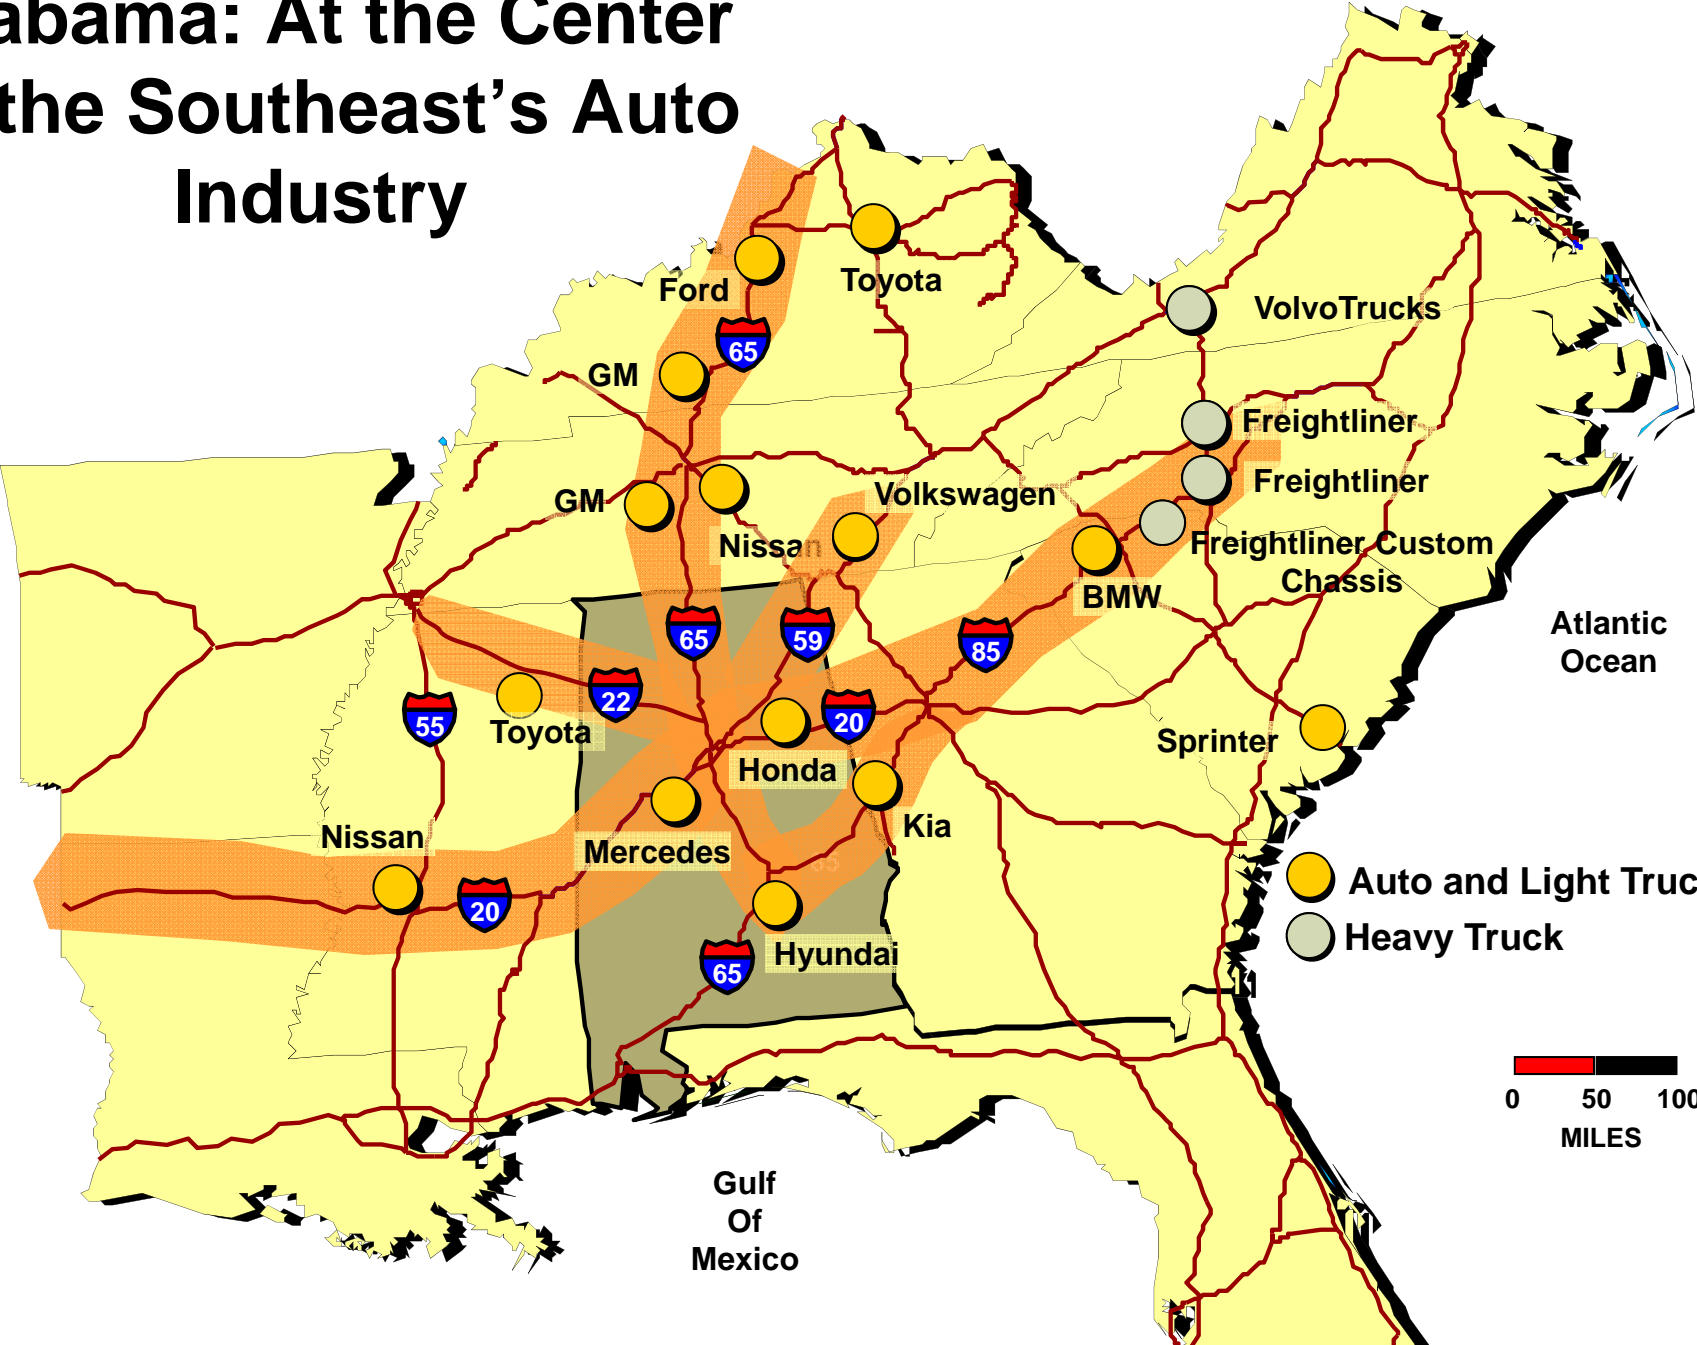 abama: At the Center
the Southeast's Auto
Industry
Ford
Toyota
65
VolvoTrucks
GM
Freightliner
Freightliner
GM
Volkswagen
Nissan
Freightliner Custom
Chassis
BMW
65
59
85
Atlantic
Ocean
22
20
55
Toyota
Sprinter
Honda
Kia
Nissan
Mercedes
20
Auto and Light Truc
Heavy Truck
Hyundai
65
0 50 100
MILES
Gulf
Of
Mexico